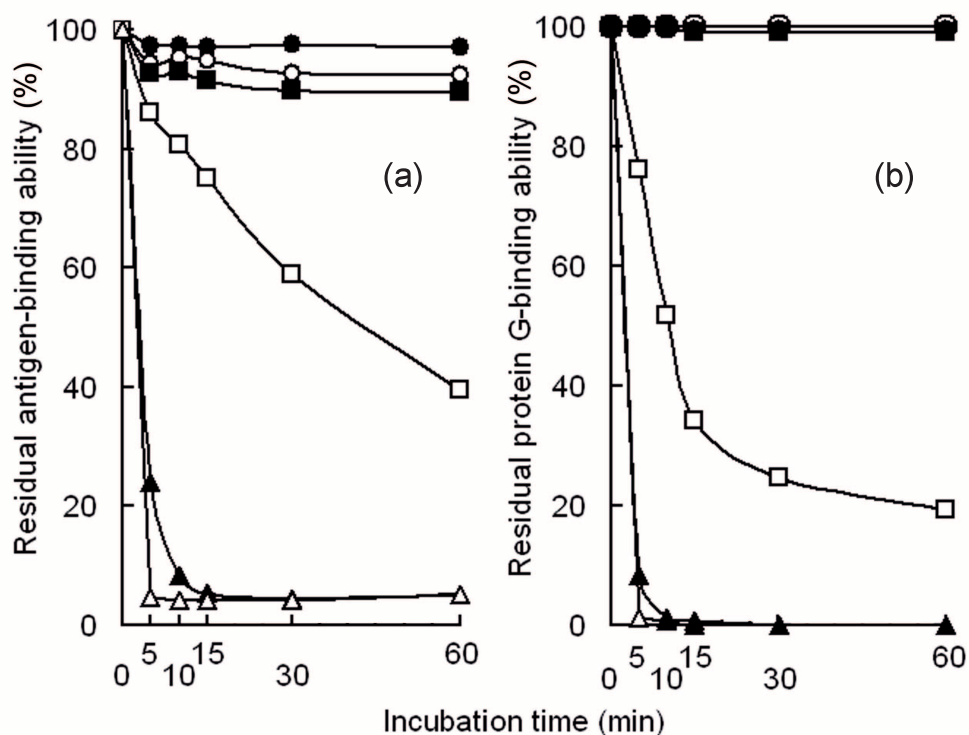 Residual antigen-binding ability (%)
100
80
60
40
20
0
(a)
0 5 10 15 30 60
Residual protein G-binding ability (%)
100
80
60
40
20
0
(b)
0 5 10 15 30 60
Incubation time (min)